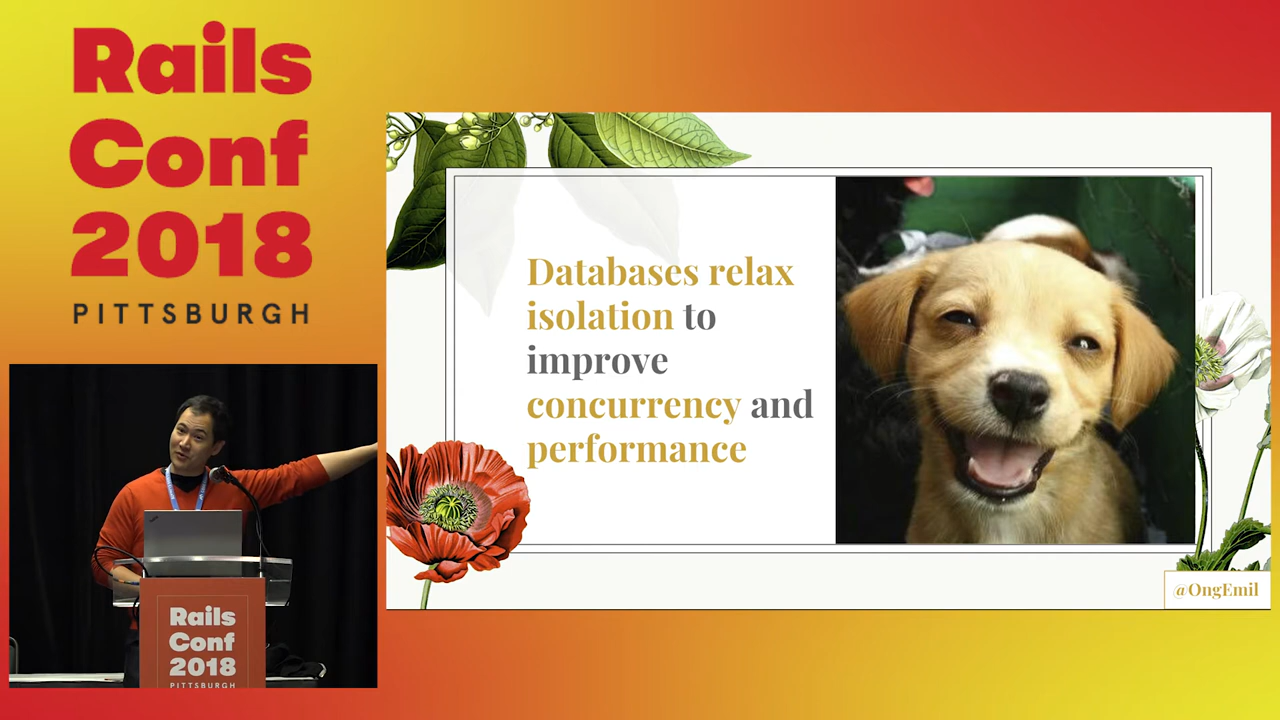 Rails
Conf
2018
PITTSBURGH
Databases relax
isolation to
improve
concurrency and
performance
@OngEmil
Rails
Conf
2018
PITTSBURGH